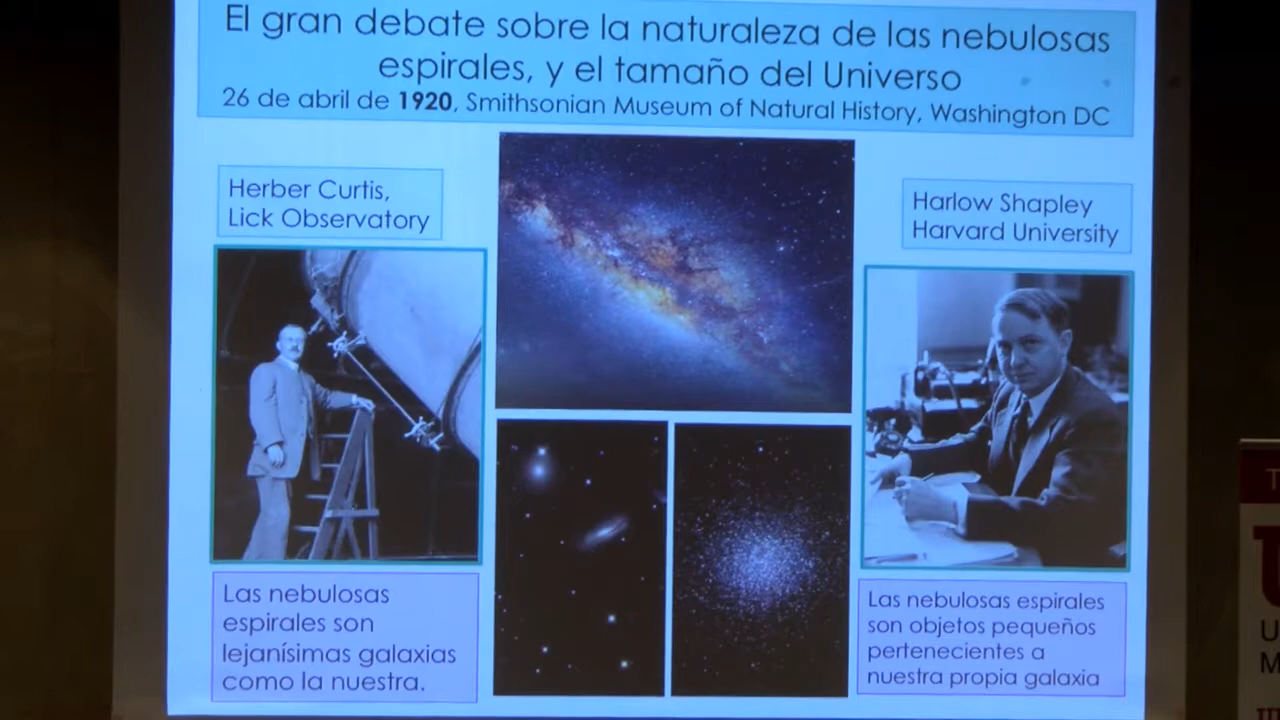 El gran debate sobre la naturaleza de las nebulosas
espirales, y el tamaño del Universo
26 de abril de 1920, Smithsonian Museum of Natural History, Washington DC
Herber Curtis,
Lick Observatory
Harlow Shapley
Harvard University
Las nebulosas
espirales son
lejanísimas galaxias
como la nuestra.
Las nebulosas espirales
son objetos pequeños
pertenecientes a
nuestra propia galaxia